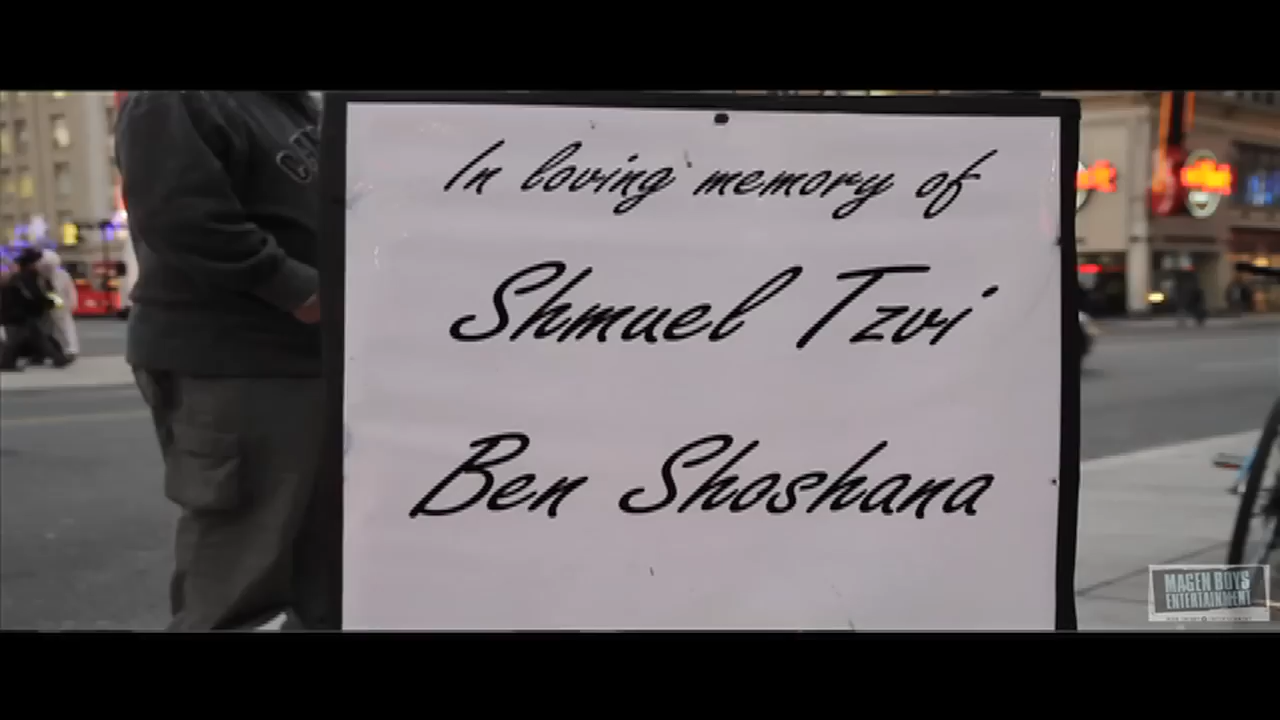 In loving memory of
Shmuel Tzvi
Ben Shoshana
MAGEN BOYS
ENTERTAINMENT